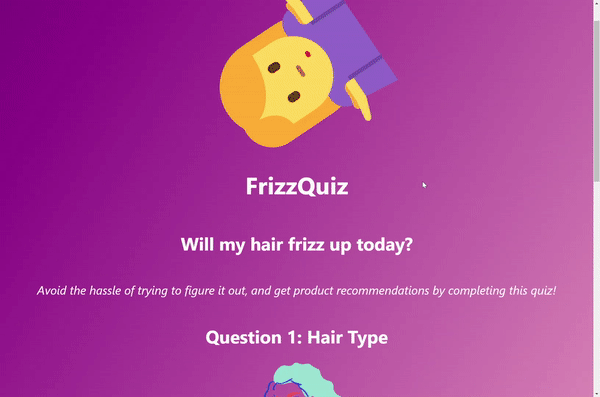 FrizzQuiz
Will my hair frizz up today?
Avoid the hassle of trying to figure it out, and get product recommendations by completing this quiz!
Question 1: Hair Type